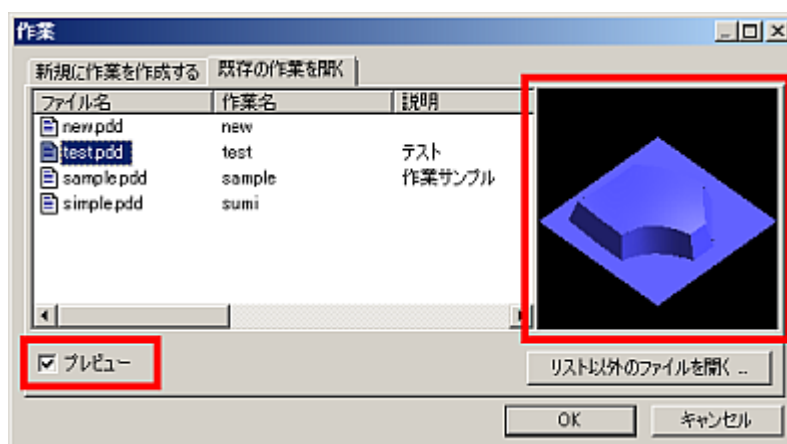 作業
新規に作業を作成する 既存の作業を開く
ファイル名 作業名 説明
new.pdd new
test.pdd test テスト
sample.pdd sample 作業サンプル
simple.pdd sumi
プレビュー
リスト以外のファイルを開く ...
OK キャンセル